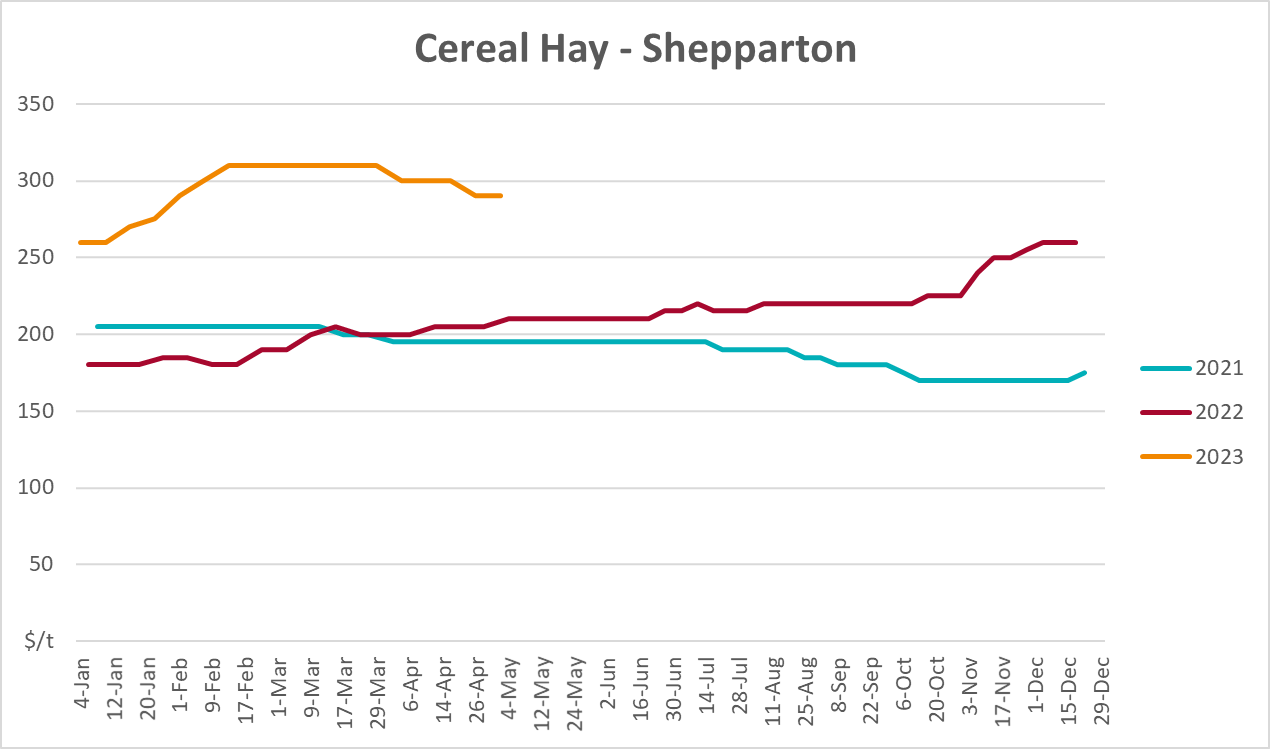 Cereal Hay - Shepparton
350
300
250
200
150
100
50
$/t
4-Jan
12-Jan
20-Jan
1-Feb
9-Feb
17-Feb
1-Mar
9-Mar
17-Mar
29-Mar
6-Apr
14-Apr
26-Apr
4-May
12-May
24-May
2-Jun
16-Jun
30-Jun
14-Jul
28-Jul
11-Aug
25-Aug
8-Sep
22-Sep
6-Oct
20-Oct
3-Nov
17-Nov
1-Dec
15-Dec
29-Dec
2021
2022
2023